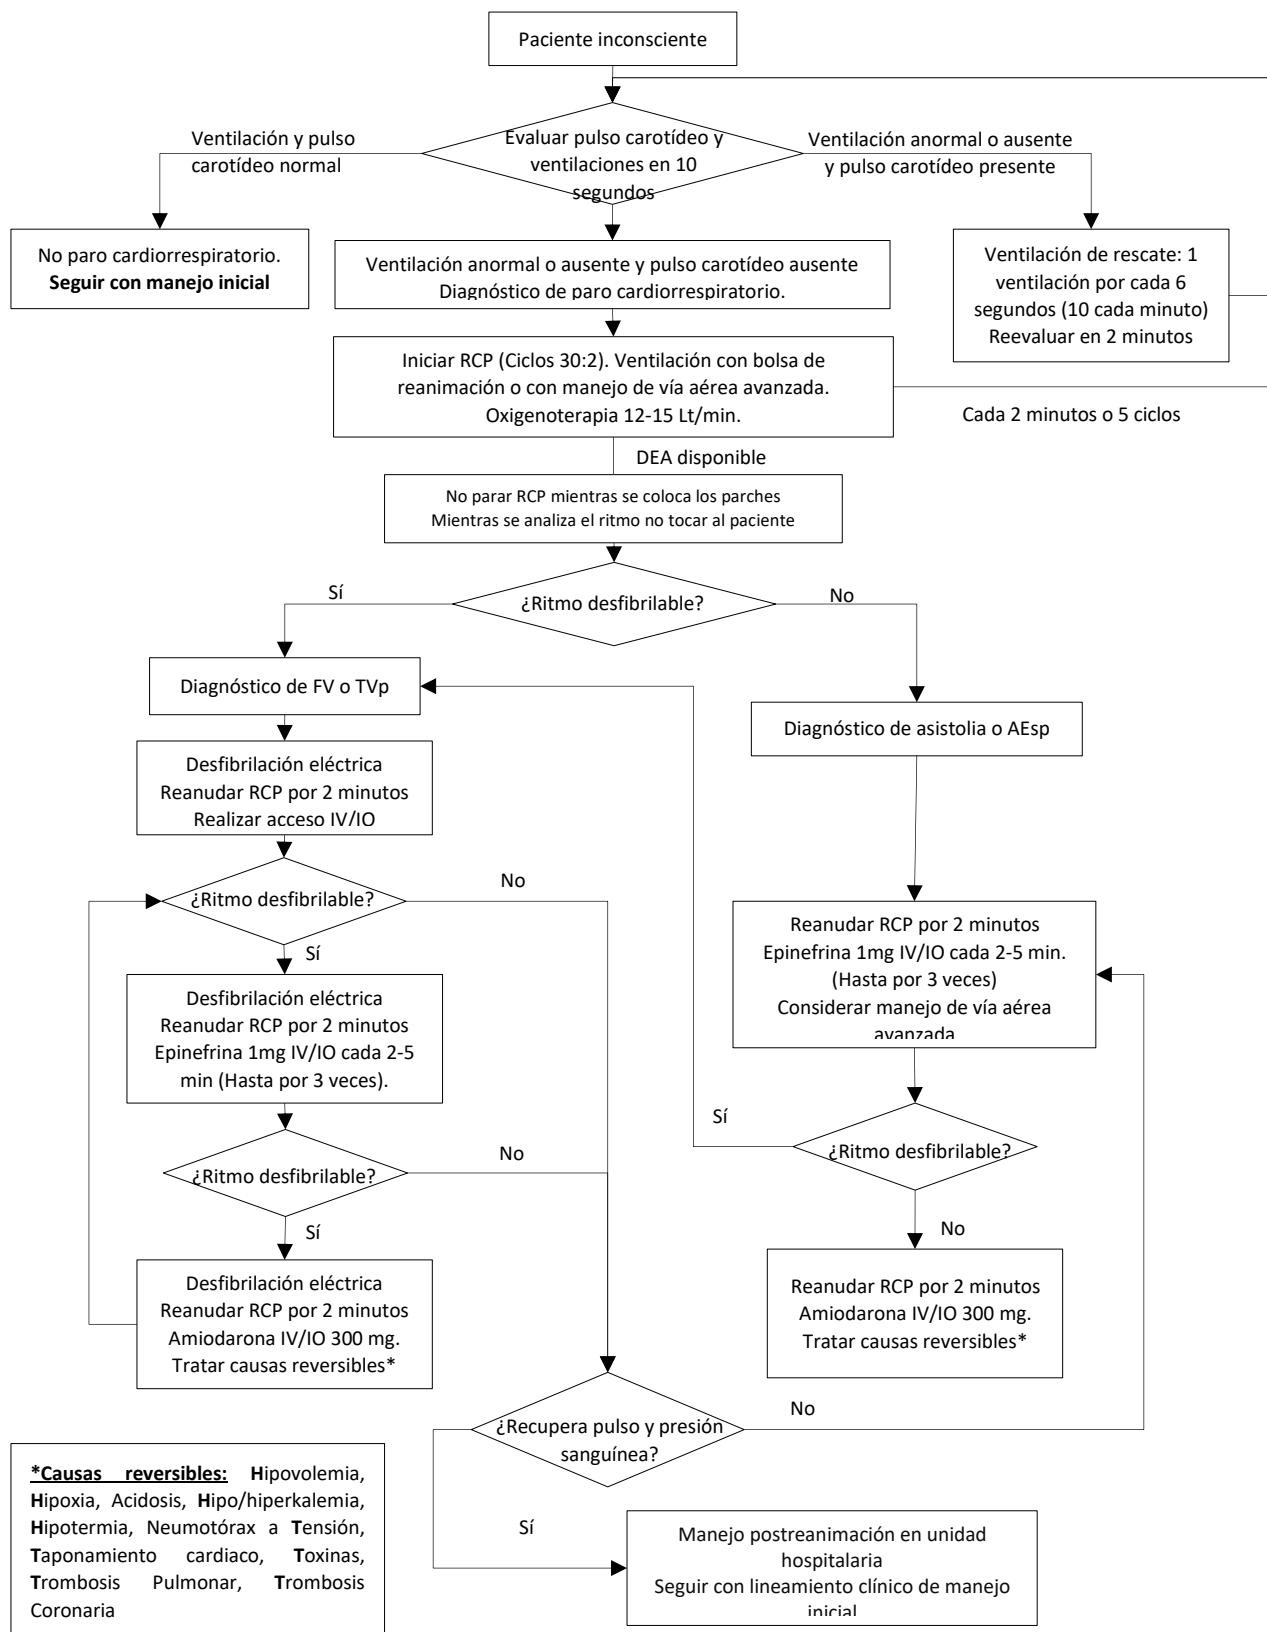 Paciente inconsciente
Ventilación y pulso
carotídeo normal
Evaluar pulso carotídeo y
ventilaciones en 10
segundos
Ventilación anormal o ausente
y pulso carotídeo presente
No paro cardiorrespiratorio.
Seguir con manejo inicial
Ventilación anormal o ausente y pulso carotídeo ausente
Diagnóstico de paro cardiorrespiratorio.
Ventilación de rescate: 1
ventilación por cada 6
segundos (10 cada minuto)
Reevaluar en 2 minutos
Iniciar RCP (Ciclos 30:2). Ventilación con bolsa de
reanimación o con manejo de vía aérea avanzada.
Oxigenoterapia 12-15 Lt/min.
Cada 2 minutos o 5 ciclos
DEA disponible
No parar RCP mientras se coloca los parches
Mientras se analiza el ritmo no tocar al paciente
Sí
¿Ritmo desfibrilable?
No
Diagnóstico de FV o TVp
Diagnóstico de asistolia o AEsp
Desfibrilación eléctrica
Reanudar RCP por 2 minutos
Realizar acceso IV/IO
¿Ritmo desfibrilable?
No
Sí
Desfibrilación eléctrica
Reanudar RCP por 2 minutos
Epinefrina 1mg IV/IO cada 2-5
min (Hasta por 3 veces).
Reanudar RCP por 2 minutos
Epinefrina 1mg IV/IO cada 2-5 min.
(Hasta por 3 veces)
Considerar manejo de vía aérea
avanzada
¿Ritmo desfibrilable?
No
Sí
Sí
¿Ritmo desfibrilable?
No
Desfibrilación eléctrica
Reanudar RCP por 2 minutos
Amiodarona IV/IO 300 mg.
Tratar causas reversibles*
Reanudar RCP por 2 minutos
Amiodarona IV/IO 300 mg.
Tratar causas reversibles*
¿Recupera pulso y presión
sanguínea?
No
Sí
Manejo postreanimación en unidad
hospitalaria
Seguir con lineamiento clínico de manejo
inicial
*Causas reversibles: Hipovolemia,
Hipoxia, Acidosis, Hipo/hiperkalemia,
Hipotermia, Neumotórax a Tensión,
Taponamiento cardiaco, Toxinas,
Trombosis Pulmonar, Trombosis
Coronaria